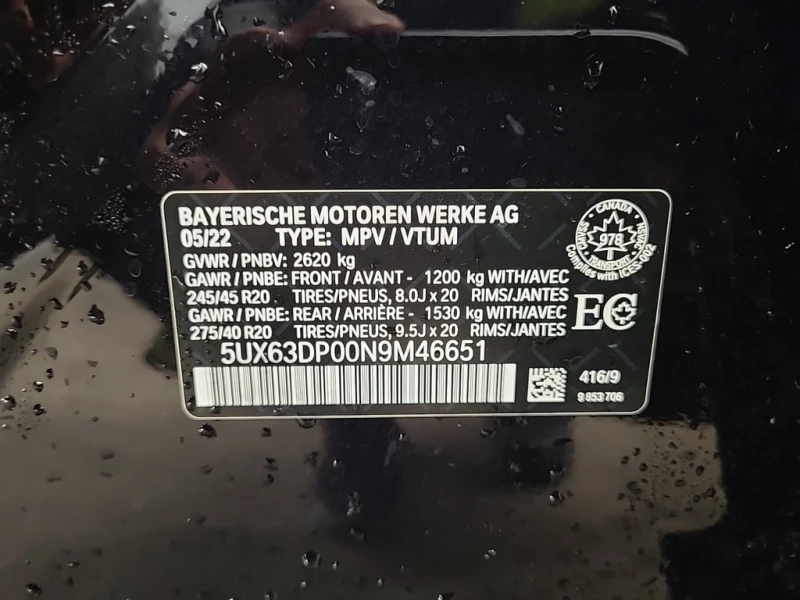 BAYERISCHE MOTOREN WERKE AG
05/22 TYPE: MPV / VTUM
GVWR / PNBV: 2620 kg
GAWR / PNBE: FRONT / AVANT - 1200 kg WITH/AVEC
245/45 R20 TIRES/PNEUS, 8.0J x 20 RIMS/JANTES
GAWR / PNBE: REAR / ARRIÈRE - 1530 kg WITH/AVEC
275/40 R20 TIRES/PNEUS, 9.5J x 20 RIMS/JANTES
5UX63DP00N9M46651
CANADA
978
TRANSPORT
Complies with ICES-002
EC
416/9
9 853 706